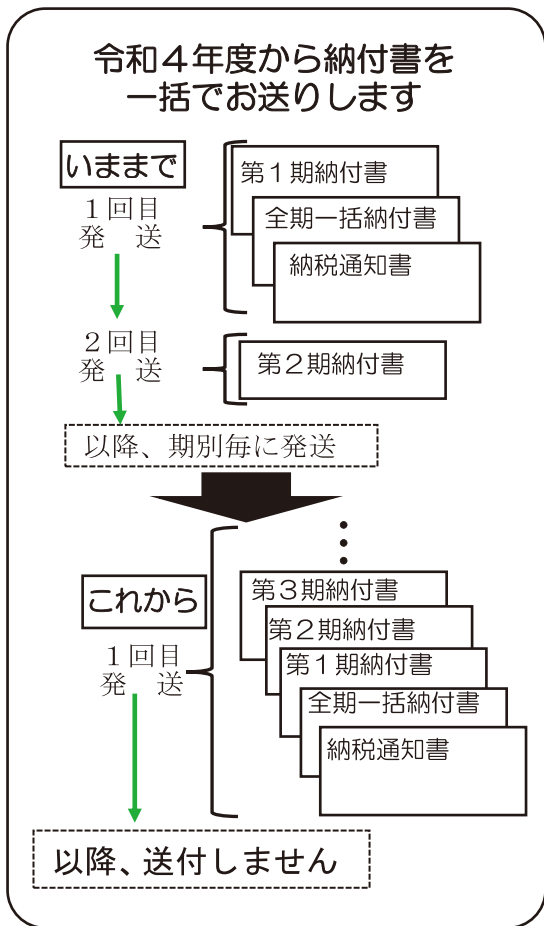 令和４年度から納付書を
一括でお送りします
いままで
１回目
発　送
第１期納付書
全期一括納付書
納税通知書
２回目
発　送
第２期納付書
以降、期別毎に発送
これから
１回目
発　送
第３期納付書
第２期納付書
第１期納付書
全期一括納付書
納税通知書
以降、送付しません